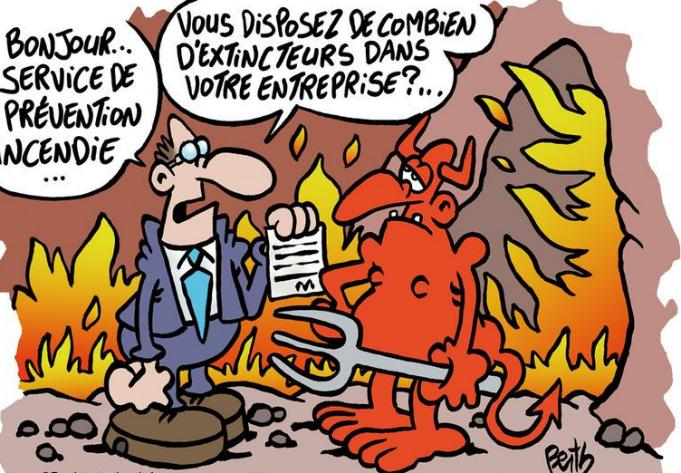 BONJOUR...
SERVICE DE
PRÉVENTION
INCENDIE
...
VOUS DISPOSEZ DE COMBIEN
D'EXTINCTEURS DANS
VOTRE ENTREPRISE?...
Berth